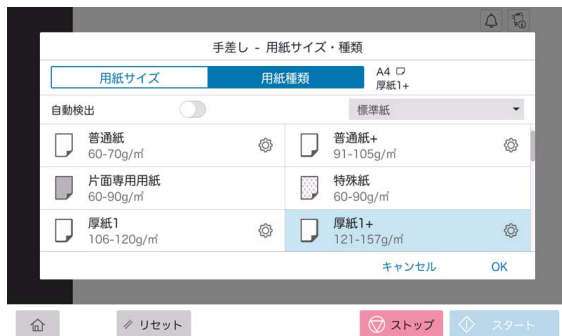 手差し - 用紙サイズ・種類
用紙サイズ
用紙種類
A4
厚紙1+
自動検出
標準紙
普通紙
60-70g/㎡
普通紙+
91-105g/㎡
片面専用用紙
60-90g/㎡
特殊紙
60-90g/㎡
厚紙1
106-120g/㎡
厚紙1+
121-157g/㎡
キャンセル
OK
リセット
ストップ
スタート